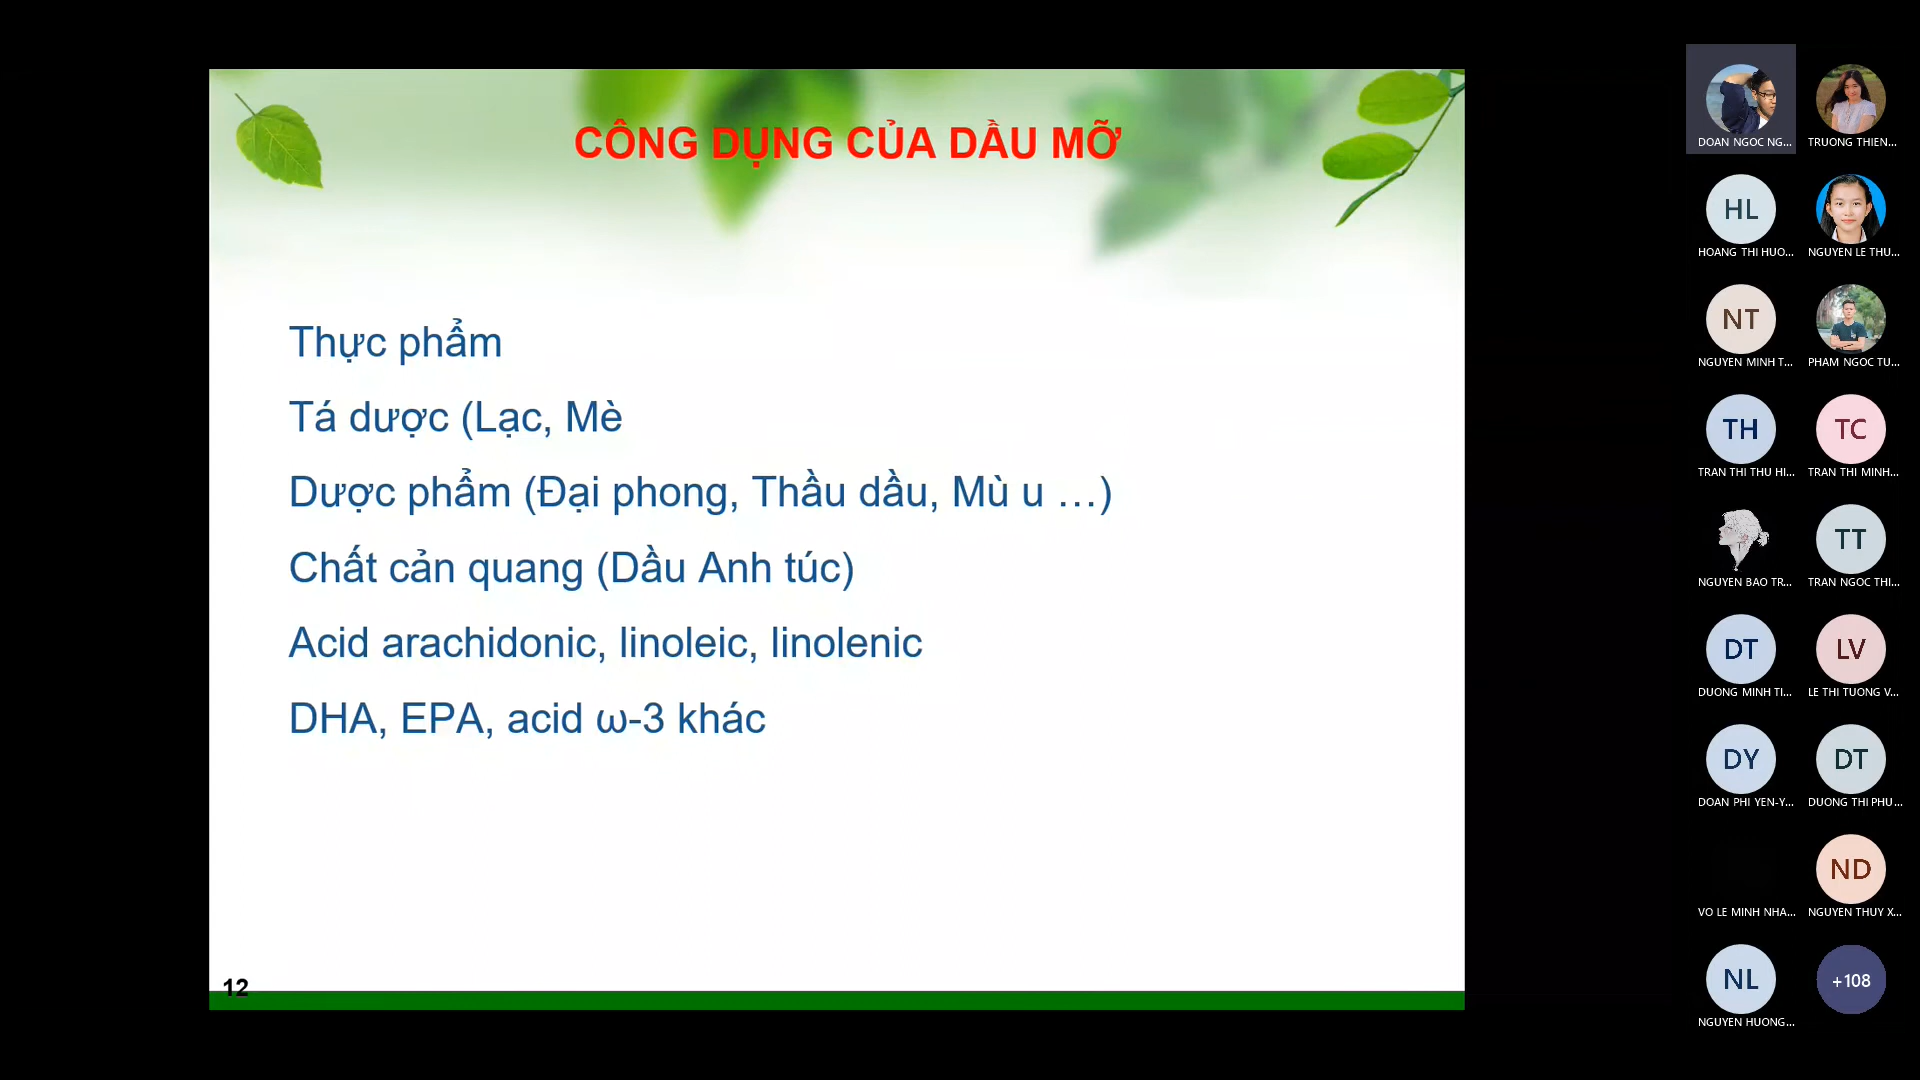 CÔNG DỤNG CỦA DẦU MỠ
Thực phẩm
Tá dược (Lạc, Mè
Dược phẩm (Đại phong, Thầu dầu, Mù u …)
Chất cản quang (Dầu Anh túc)
Acid arachidonic, linoleic, linolenic
DHA, EPA, acid ω-3 khác
12
DOAN NGOC NG...
TRUONG THIEN...
HL
HOANG THI HUO...
NGUYEN LE THU...
NT
NGUYEN MINH T...
PHAM NGOC TU...
TH
TRAN THI THU HI...
TC
TRAN THI MINH...
NGUYEN BAO TR...
TT
TRAN NGOC THI...
DT
DUONG MINH TI...
LV
LE THI TUONG V...
DY
DOAN PHI YEN-Y...
DT
DUONG THI PHU...
VO LE MINH NHA...
ND
NGUYEN THUY X...
NL
NGUYEN HUONG...
+108